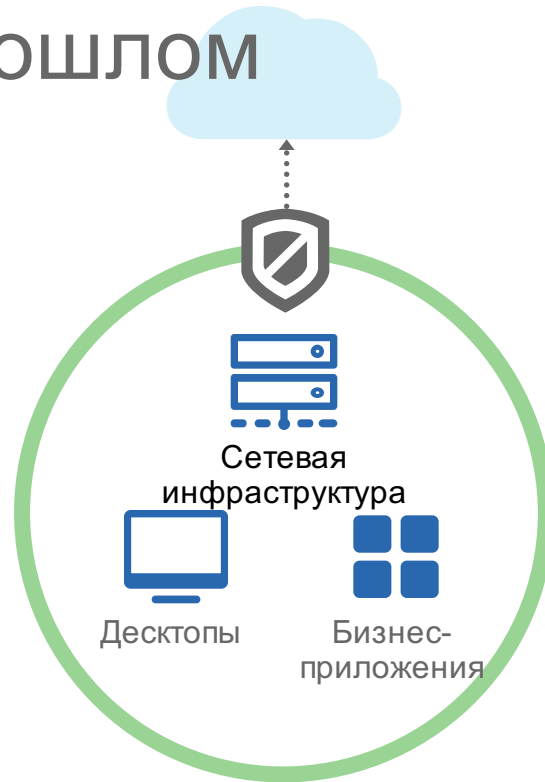 ошлом
Сетевая
инфраструктура
Десктопы
Бизнес-
приложения